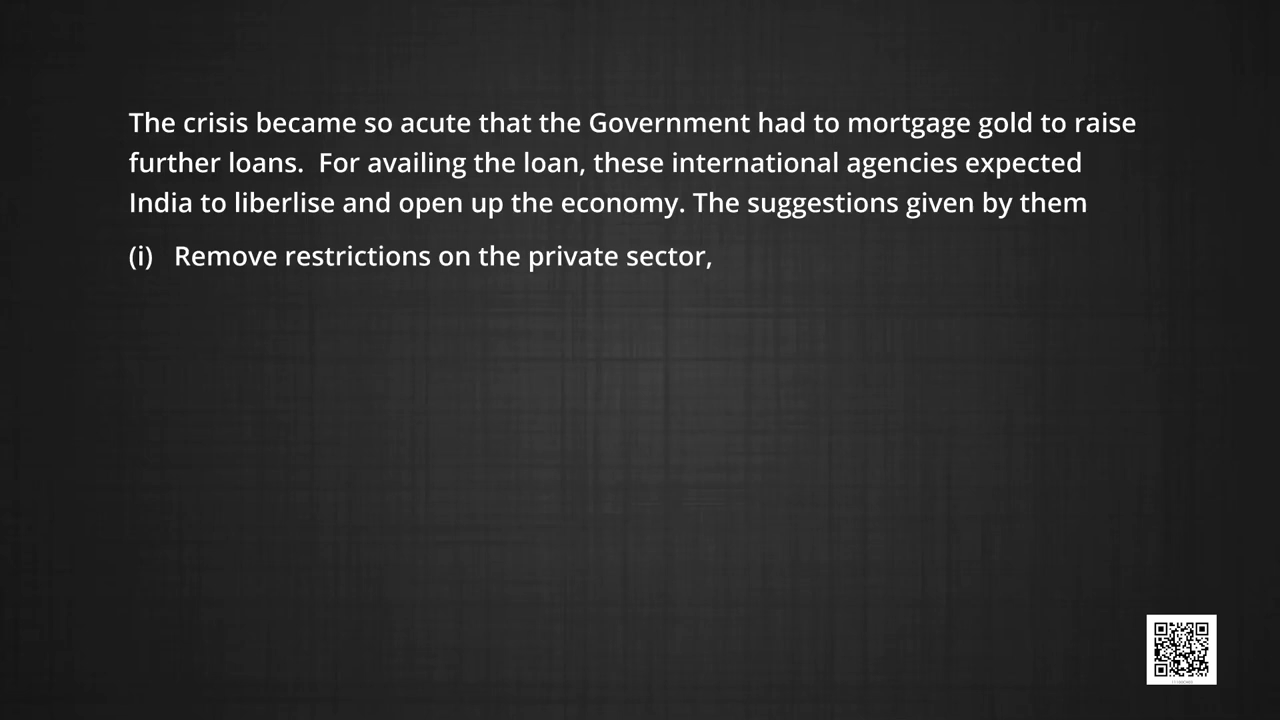 The crisis became so acute that the Government had to mortgage gold to raise
further loans. For availing the loan, these international agencies expected
India to liberlise and open up the economy. The suggestions given by them
(i) Remove restrictions on the private sector,